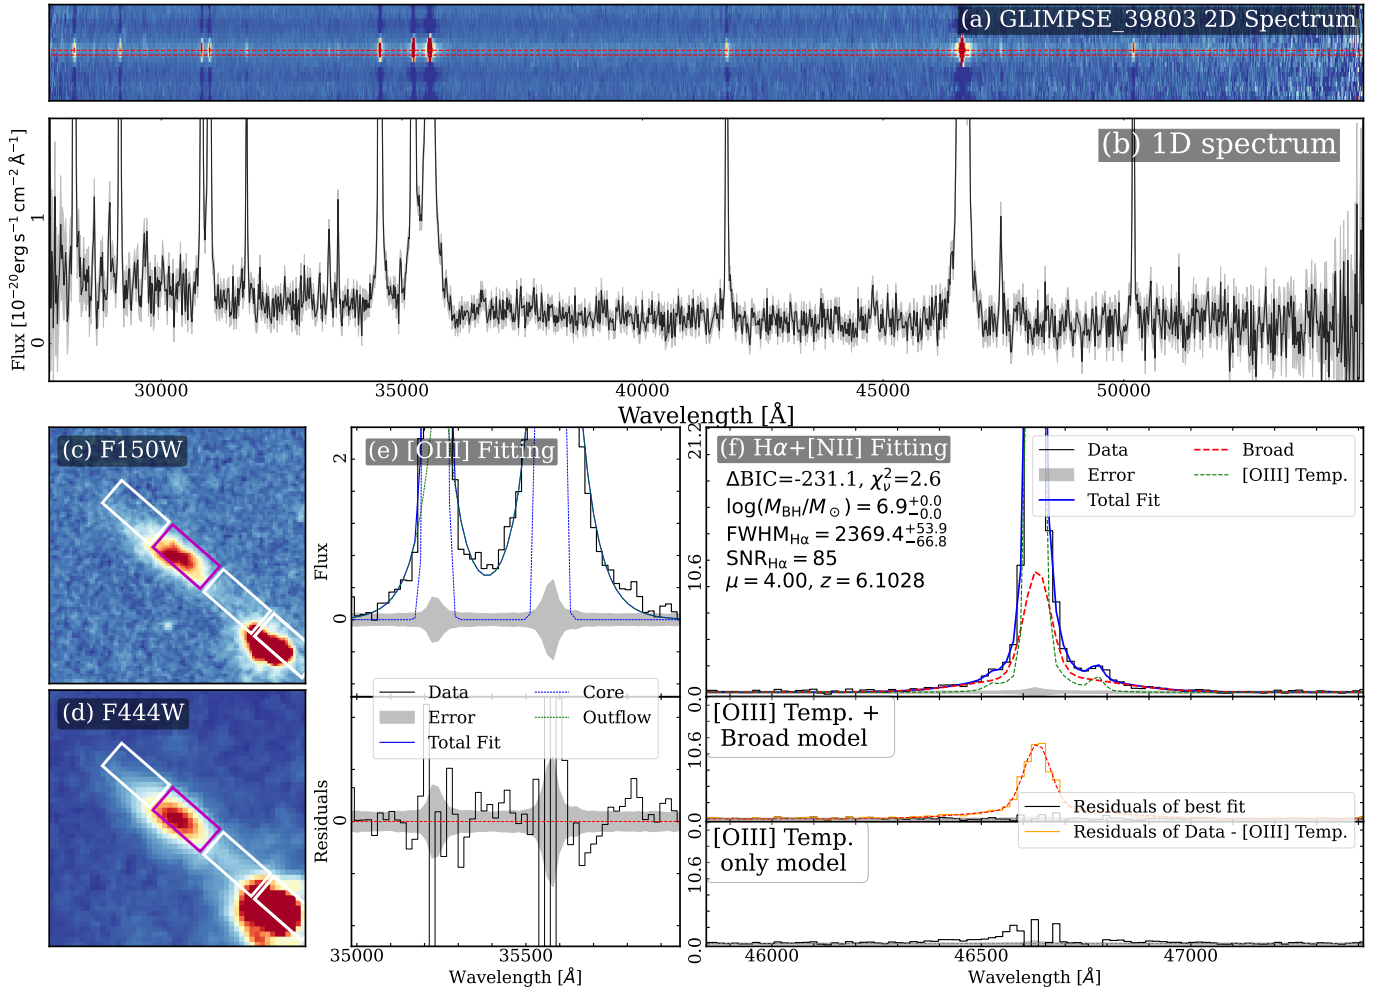 (a) GLIMPSE_39803 2D Spectrum
(b) 1D spectrum
Flux [10⁻²⁰erg s⁻¹ cm⁻² Å⁻¹]
1
0
30000 35000 40000 45000 50000
Wavelength [Å]
(c) F150W
(d) F444W
(e) [OIII] Fitting
Flux
2
0
Data
Error
Total Fit
Core
Outflow
Residuals
0
35000 35500
Wavelength [Å]
(f) Hα+[NII] Fitting
ΔBIC=-231.1, χ²ᵥ=2.6
log(M_BH/M_⊙) = 6.9^{+0.0}_{-0.0}
FWHM_Hα = 2369.4^{+53.9}_{-66.8}
SNR_Hα = 85
μ = 4.00, z = 6.1028
Data
Error
Total Fit
Broad
[OIII] Temp.
21.2
10.6
0.0
[OIII] Temp. +
Broad model
10.6
0.0
Residuals of best fit
Residuals of Data - [OIII] Temp.
[OIII] Temp.
only model
10.6
0.0
46000 46500 47000
Wavelength [Å]